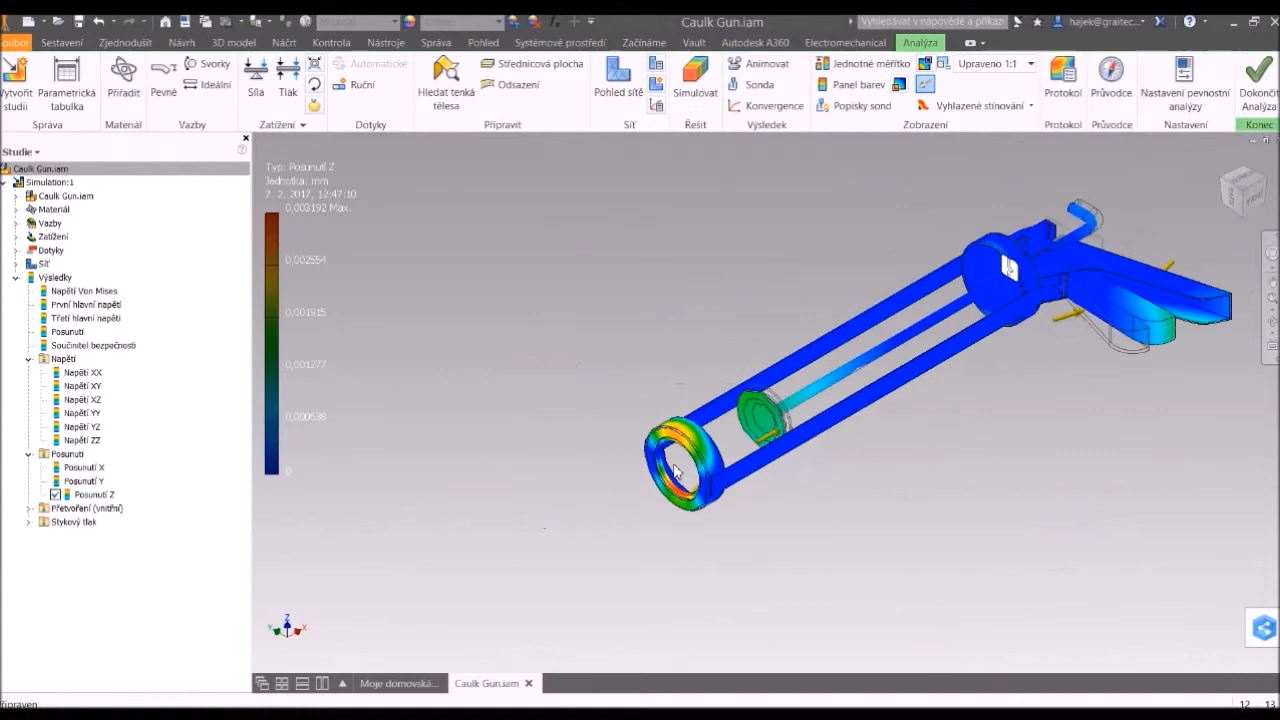 Materiál
Caulk Gun.iam
Vyhledávat v nápovědě a příkaz
hajek@graitec...
oubor Sestavení Zjednodušit Návrh 3D model Načrt Kontrola Nástroje Správa Pohled Systémové prostředí Začínáme Vault Autodesk A360 Electromechanical Analýza
Vytvořit studii
Parametrická tabulka
Přiřadit
Pevné
Svorky
Ideální
Síla
Tlak
Automatické
Ruční
Hledat tenká tělesa
Střednicová plocha
Odsazení
Pohled sítě
Simulovat
Animovat
Sonda
Konvergence
Jednotné měřítko
Panel barev
Popisky sond
Upraveno 1:1
Vyhlazené stínování
Protokol
Průvodce
Nastavení pevnostní analýzy
Dokonči Analýza
Správa Materiál Vazby Zatížení Dotyky Připravit Síť Řešit Výsledek Zobrazení Protokol Průvodce Nastavení Konec
Studie
Caulk Gun.iam
Simulation:1
Caulk Gun.iam
Materiál
Vazby
Zatížení
Dotyky
Síť
Výsledky
Napětí Von Mises
První hlavní napětí
Třetí hlavní napětí
Posunutí
Součinitel bezpečnosti
Napětí
Napětí XX
Napětí XY
Napětí XZ
Napětí YY
Napětí YZ
Napětí ZZ
Posunutí
Posunutí X
Posunutí Y
Posunutí Z
Přetvoření (vnitřní)
Stykový tlak
Typ: Posunutí Z
Jednotka: mm
7. 2. 2017, 12:47:10
0,003192 Max.
0,002554
0,001915
0,001277
0,000638
0
Z
Y X
Moje domovská... Caulk Gun.iam
řipraven
12 13